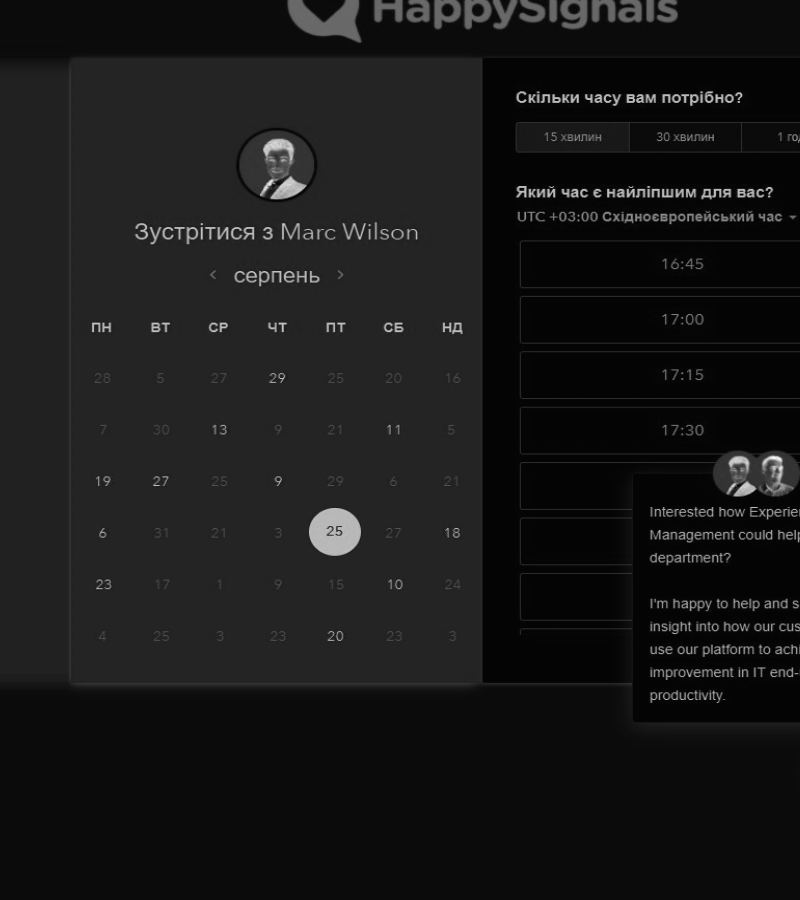 HappySignals
Зустрітися з Marc Wilson
серпень
ПН ВТ СР ЧТ ПТ СБ НД
28 5 27 29 25 20 16
7 30 13 9 21 11 5
19 27 25 9 29 6 21
6 31 21 3 25 27 18
23 17 1 9 15 10 24
4 25 3 23 20 23 3
Скільки часу вам потрібно?
15 хвилин 30 хвилин 1 го
Який час є найліпшим для вас?
UTC +03:00 Східноєвропейський час
16:45
17:00
17:15
17:30
Interested how Experien
Management could help
department?
I'm happy to help and s
insight into how our cus
use our platform to achi
improvement in IT end-
productivity.